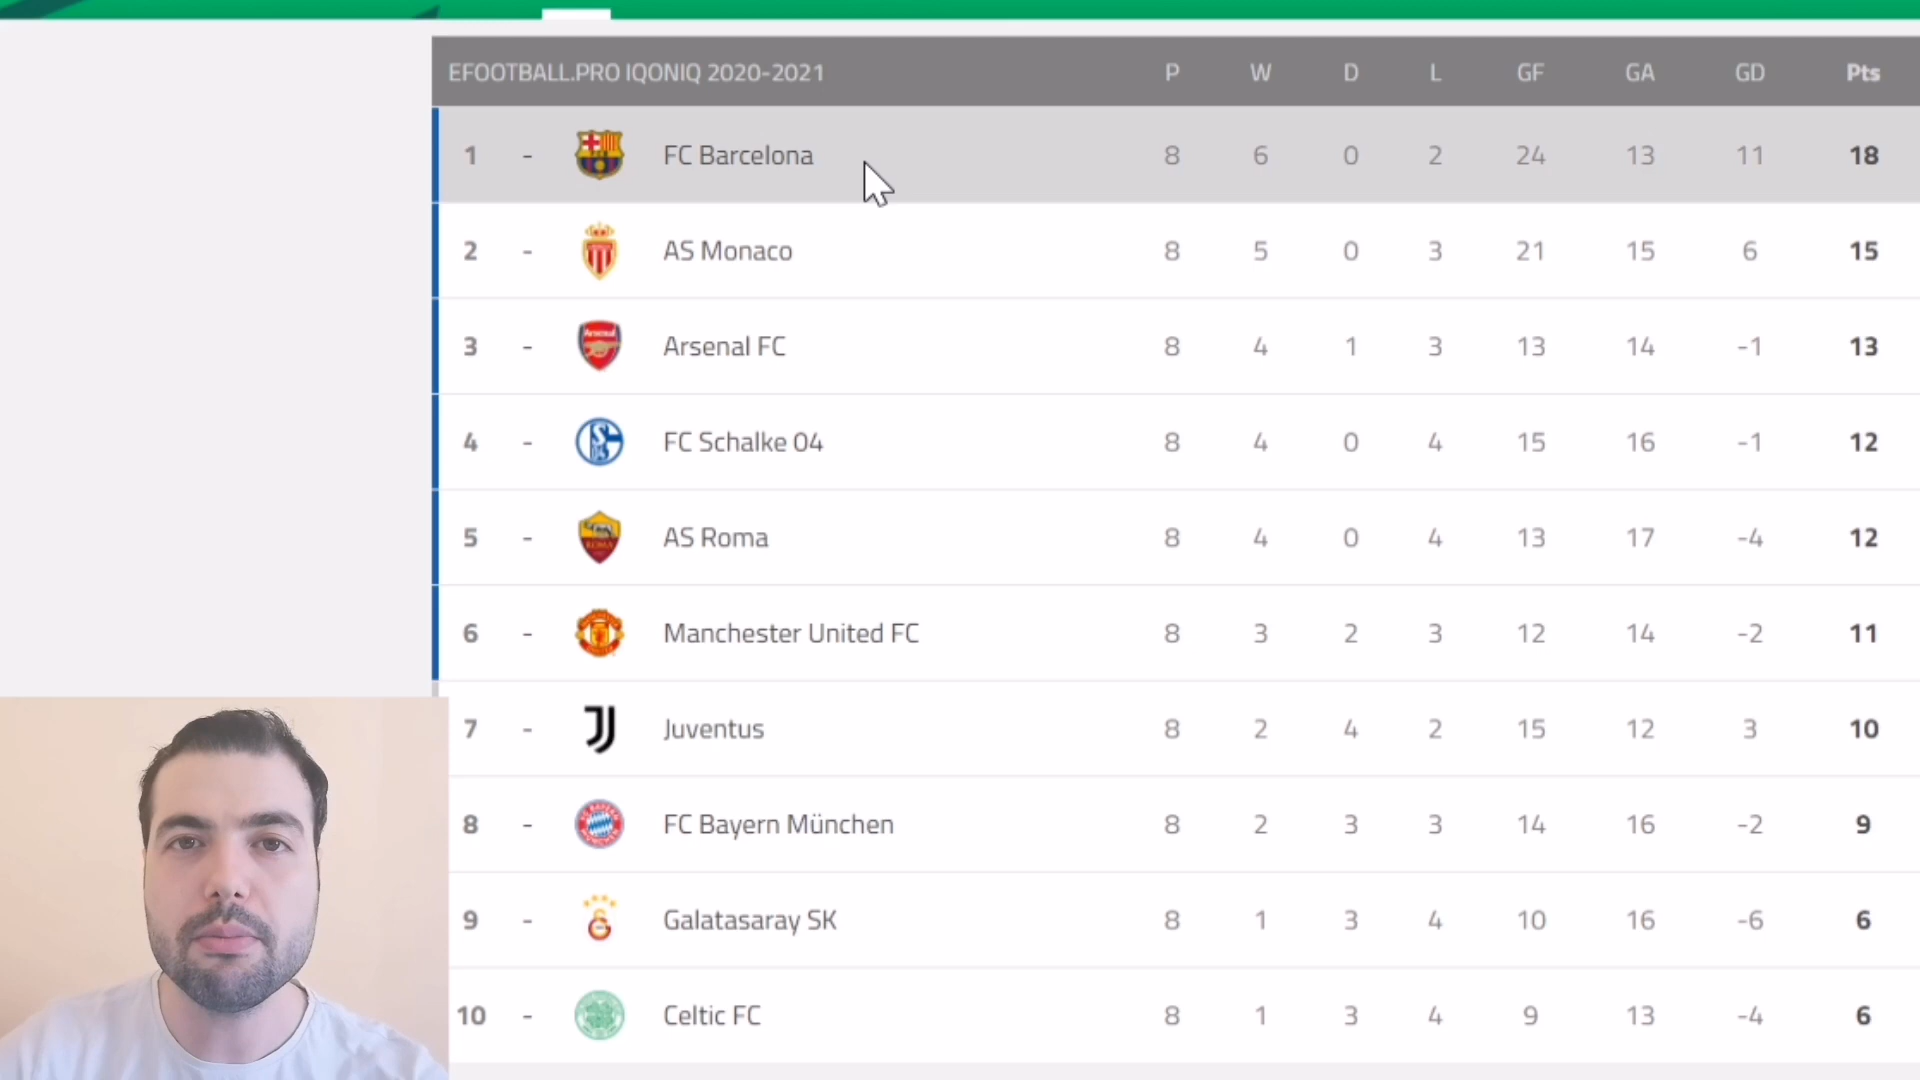 EFOOTBALL.PRO IQONIQ 2020-2021 P W D L GF GA GD Pts
1 - FC Barcelona 8 6 0 2 24 13 11 18
2 - AS Monaco 8 5 0 3 21 15 6 15
3 - Arsenal FC 8 4 1 3 13 14 -1 13
4 - FC Schalke 04 8 4 0 4 15 16 -1 12
5 - AS Roma 8 4 0 4 13 17 -4 12
6 - Manchester United FC 8 3 2 3 12 14 -2 11
7 - Juventus 8 2 4 2 15 12 3 10
8 - FC Bayern München 8 2 3 3 14 16 -2 9
9 - Galatasaray SK 8 1 3 4 10 16 -6 6
10 - Celtic FC 8 1 3 4 9 13 -4 6